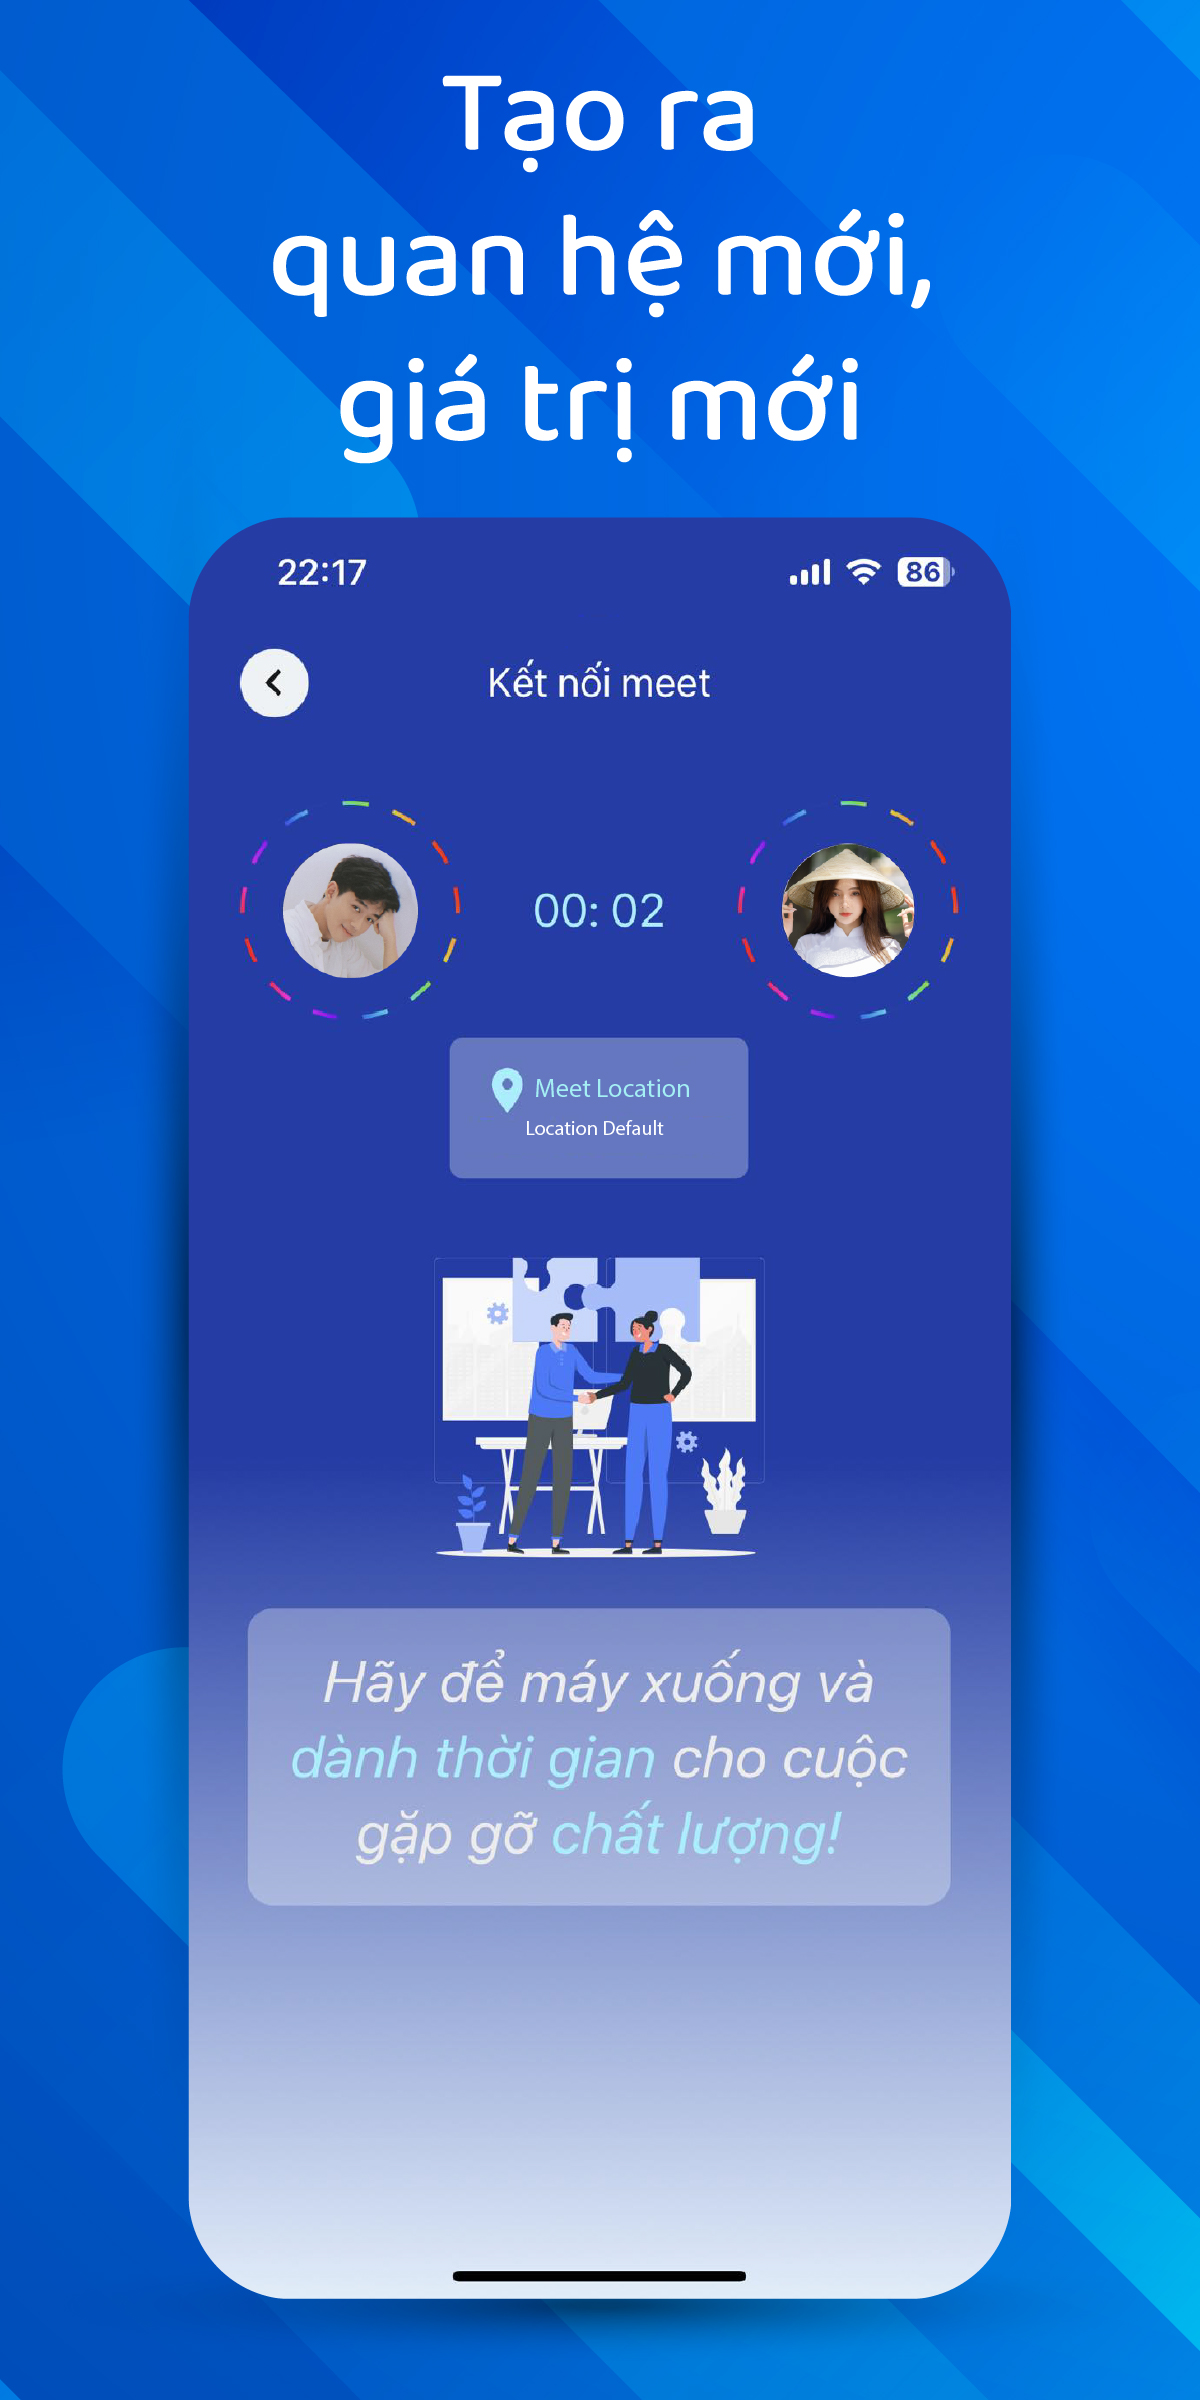 Tạo ra
quan hệ mới,
giá trị mới
22:17
86
Kết nối meet
00: 02
Meet Location
Location Default
Hãy để máy xuống và
dành thời gian cho cuộc
gặp gỡ chất lượng!